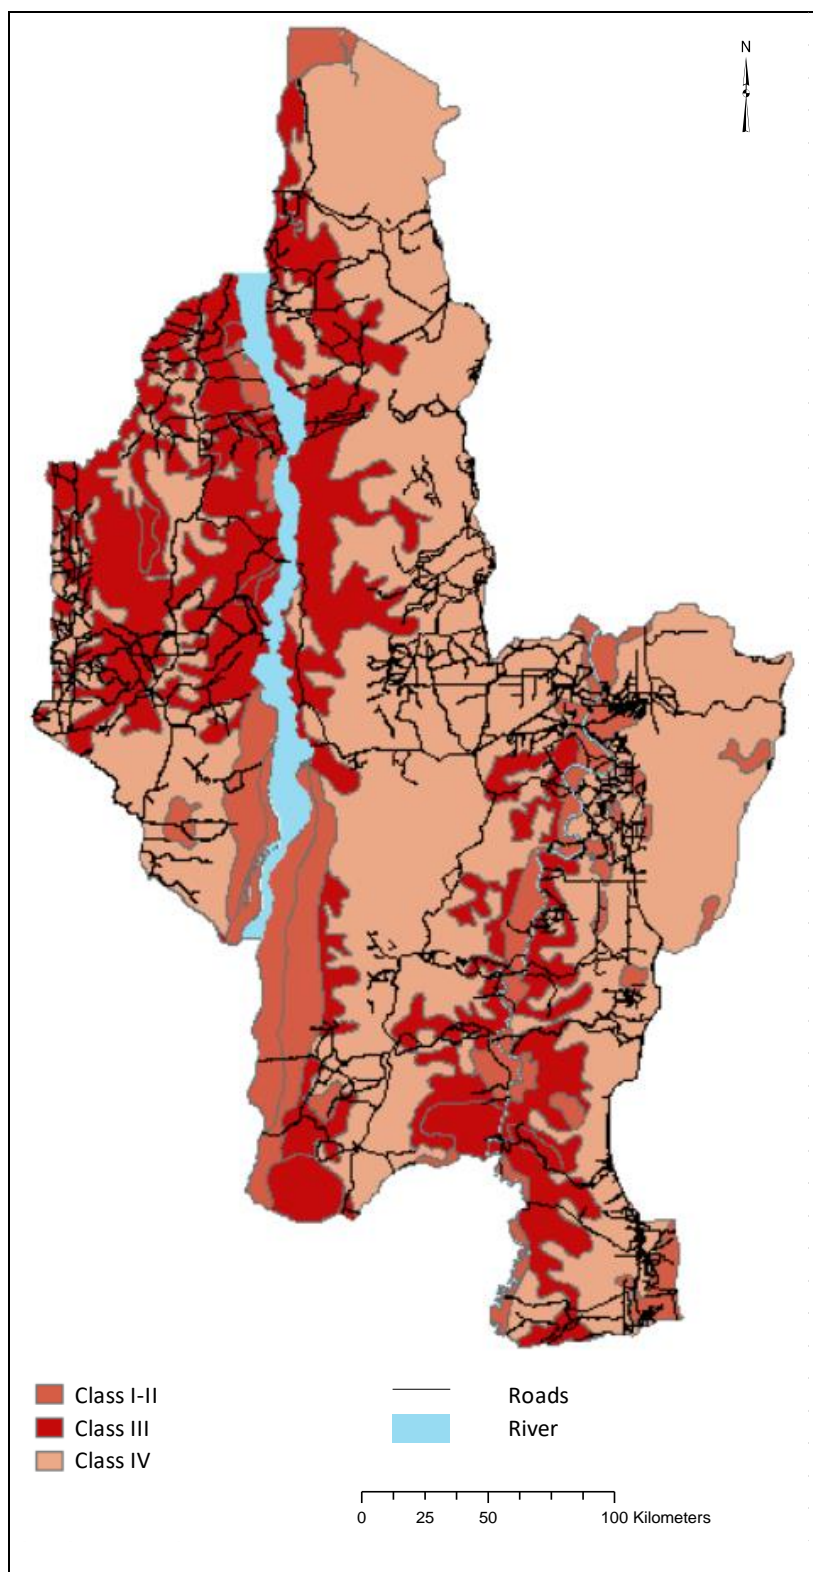 N
Class I-II
Roads
Class III
River
Class IV
0 25 50 100 Kilometers